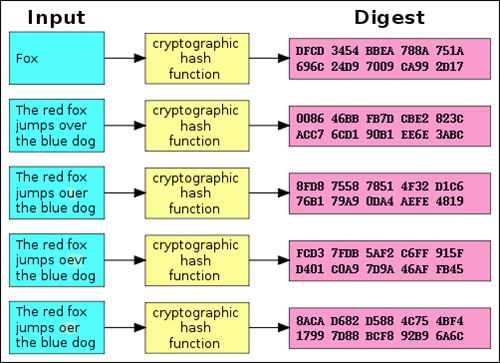 Input
Digest
Fox
cryptographic
hash
function
DFCD 3454 BBEA 788A 751A
696C 24D9 7009 CA99 2D17
The red fox
jumps over
the blue dog
cryptographic
hash
function
0086 46BB FB7D CBE2 823C
ACC7 6CD1 90B1 EE6E 3ABC
The red fox
jumps ouer
the blue dog
cryptographic
hash
function
8FD8 7558 7851 4F32 D1C6
76B1 79A9 0DA4 AEFE 4819
The red fox
jumps oevr
the blue dog
cryptographic
hash
function
FCD3 7FDB 5AF2 C6FF 915F
D401 C0A9 7D9A 46AF FB45
The red fox
jumps oer
the blue dog
cryptographic
hash
function
8ACA D682 D588 4C75 4BF4
1799 7D88 BCF8 92B9 6A6C